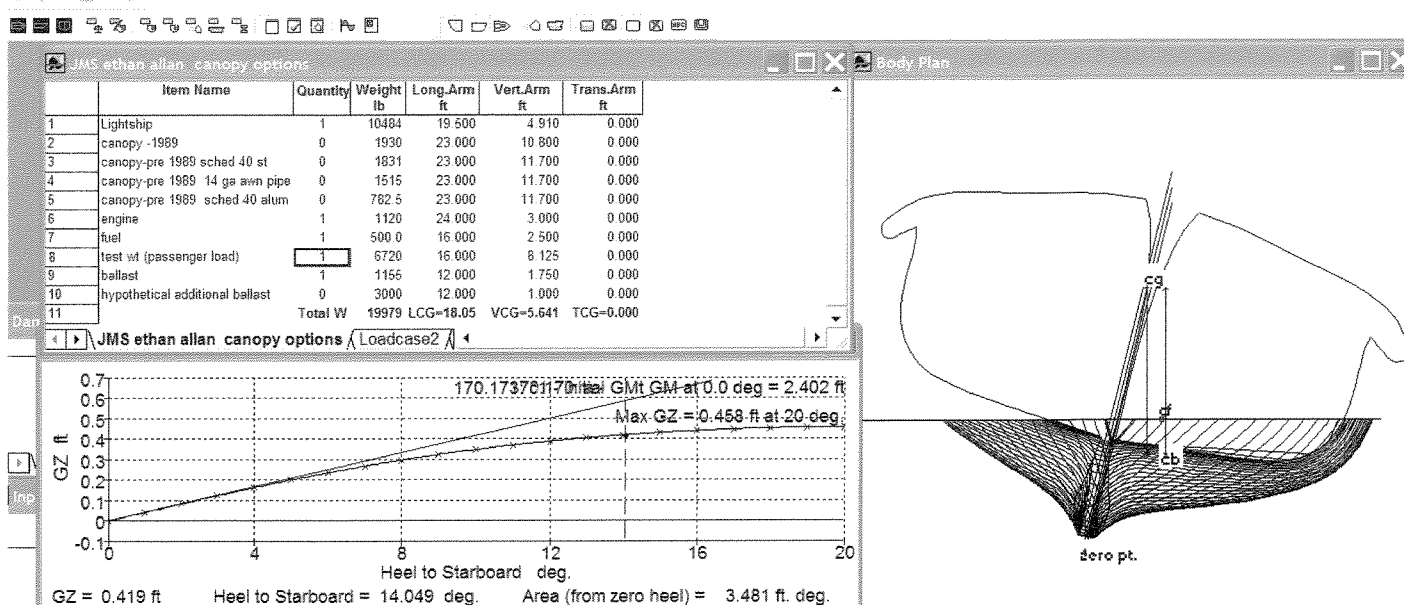 JMS ethan allan canopy options
Body Plan
Item Name Quantity Weight lb Long.Arm ft Vert.Arm ft Trans.Arm ft
1 Lightship 1 10484 19.500 4.910 0.000
2 canopy -1989 0 1930 23.000 10.800 0.000
3 canopy-pre 1989 sched 40 st 0 1831 23.000 11.700 0.000
4 canopy-pre 1989 14 ga awn pipe 0 1515 23.000 11.700 0.000
5 canopy-pre 1989 sched 40 alum 0 782.5 23.000 11.700 0.000
6 engine 1 1120 24.000 3.000 0.000
7 fuel 1 500.0 16.000 2.500 0.000
8 test wt (passenger load) 1 6720 16.000 8.125 0.000
9 ballast 1 1155 12.000 1.750 0.000
10 hypothetical additional ballast 0 3000 12.000 1.000 0.000
11 Total W 19979 LCG=18.05 VCG=5.641 TCG=0.000
JMS ethan allan canopy options Loadcase2
Dan
Inp
GMt GM at 0.0 deg = 2.402 ft
Max GZ = 0.458 ft at 20 deg.
0.7
0.6
0.5
0.4
0.3
0.2
0.1
0
-0.1
GZ ft
0 4 8 12 16 20
Heel to Starboard deg.
GZ = 0.419 ft Heel to Starboard = 14.049 deg. Area (from zero heel) = 3.481 ft. deg.
cg
cb
zero pt.